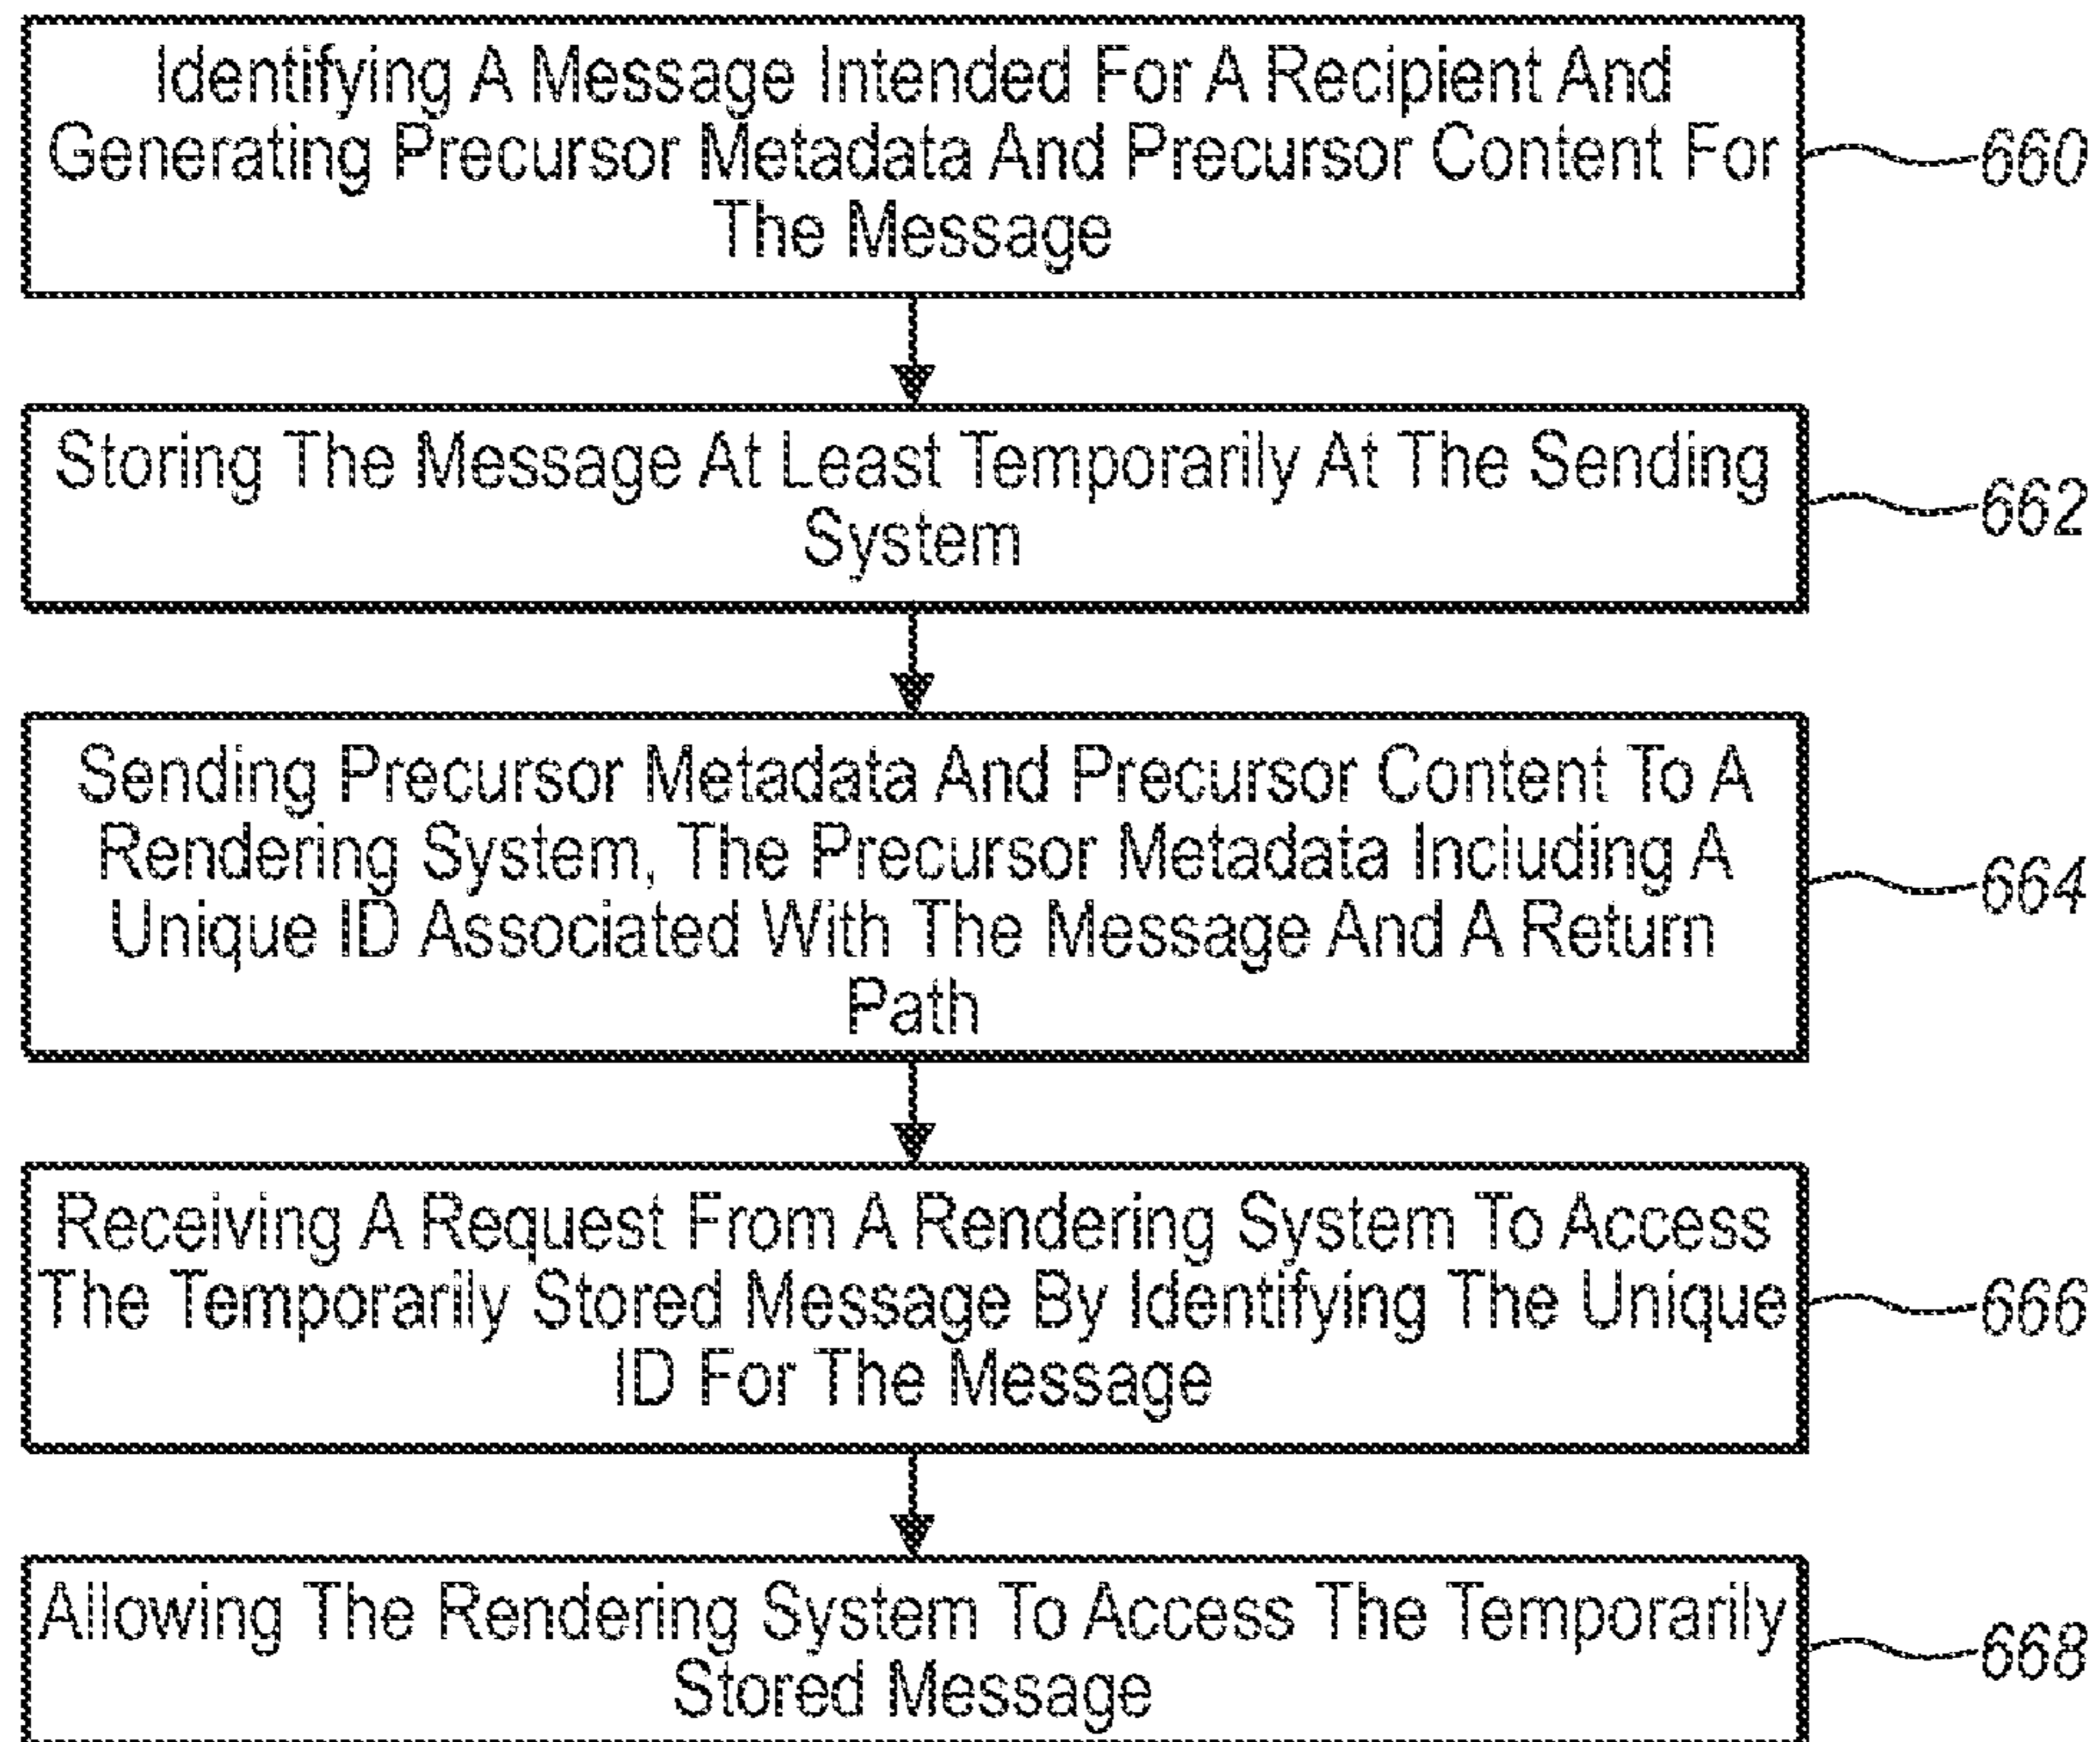 Identifying A Message Intended For A Recipient And
Generating Precursor Metadata And Precursor Content For
The Message
660
Storing The Message At Least Temporarily At The Sending
System
662
Sending Precursor Metadata And Precursor Content To A
Rendering System, The Precursor Metadata Including A
Unique ID Associated With The Message And A Return
Path
664
Receiving A Request From A Rendering System To Access
The Temporarily Stored Message By Identifying The Unique
ID For The Message
666
Allowing The Rendering System To Access The Temporarily
Stored Message
668